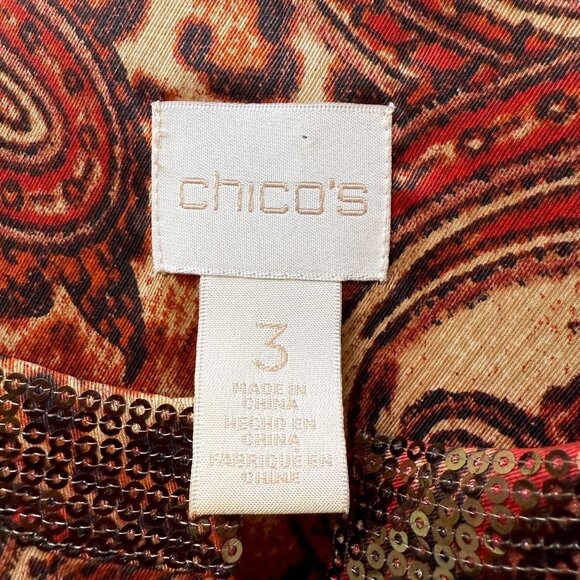 chico's
3
MADE IN
CHINA
HECHO EN
CHINA
FABRIQUE EN
CHINE